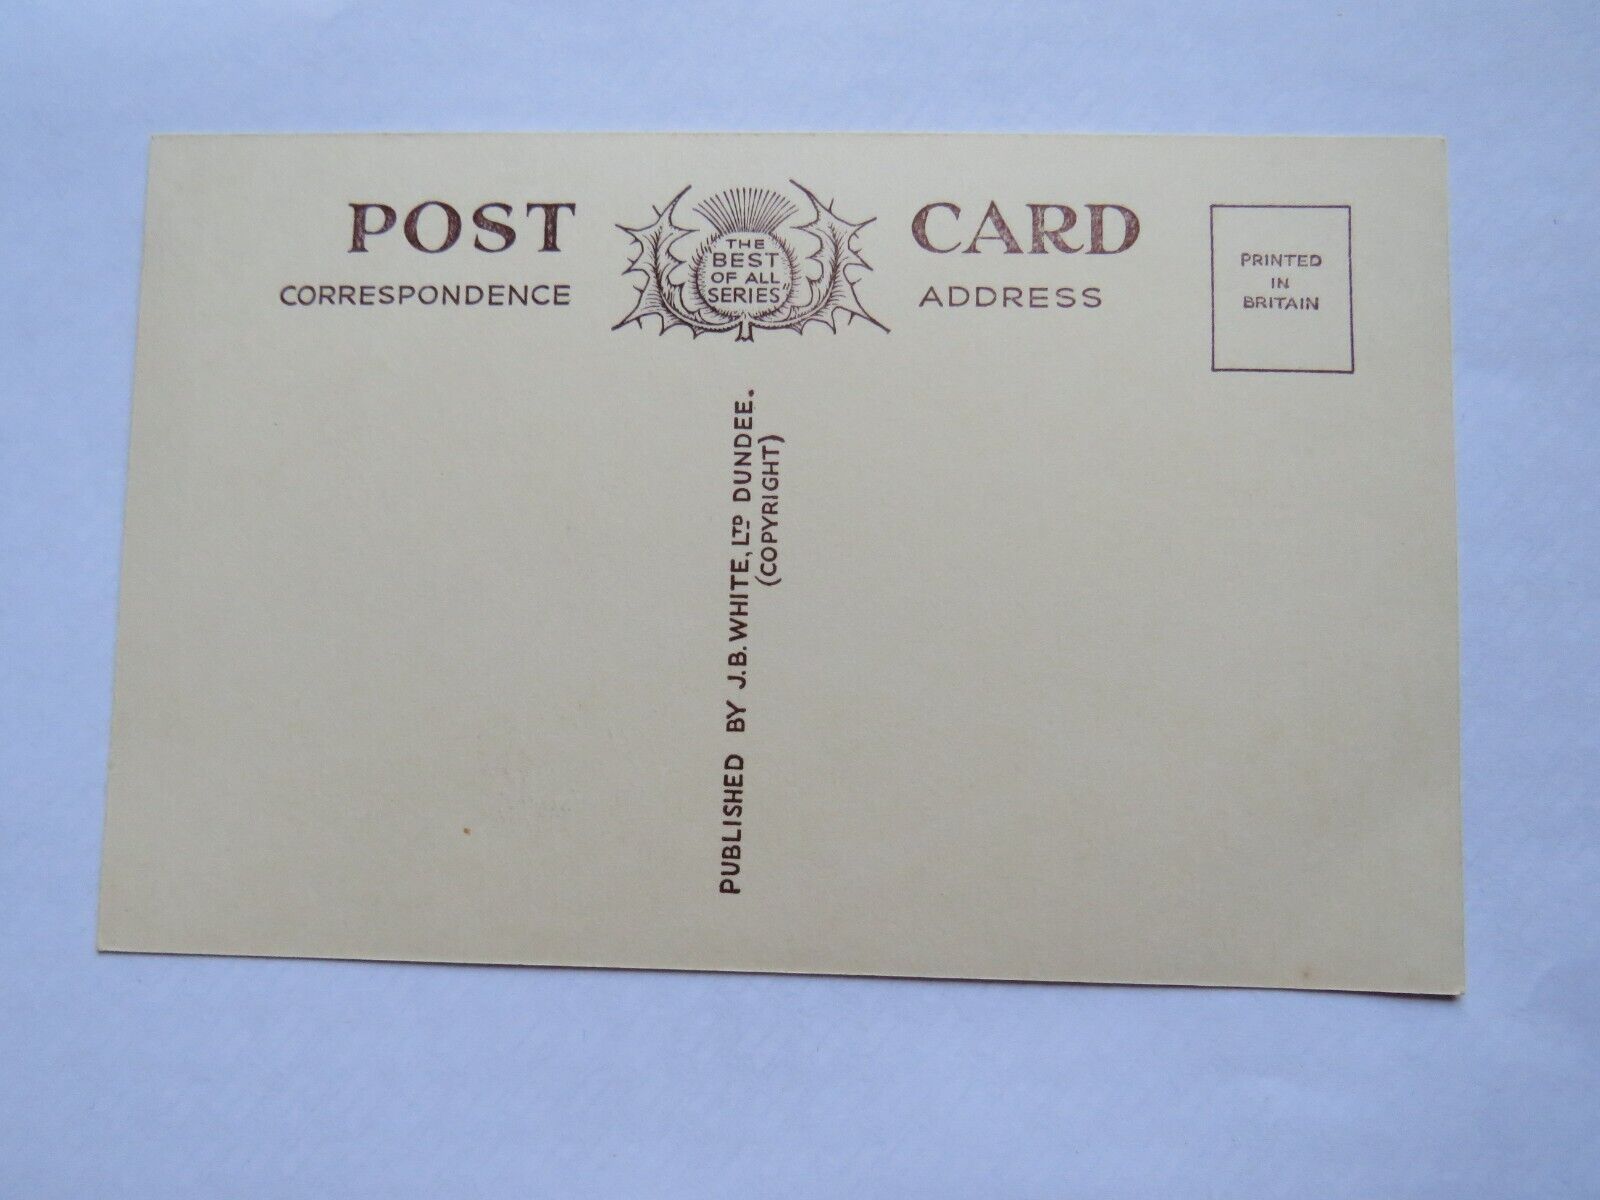 POST CARD
CORRESPONDENCE
ADDRESS
THE
BEST
OF ALL
SERIES"
PRINTED
IN
BRITAIN
PUBLISHED BY J.B. WHITE, LTD DUNDEE.
(COPYRIGHT)